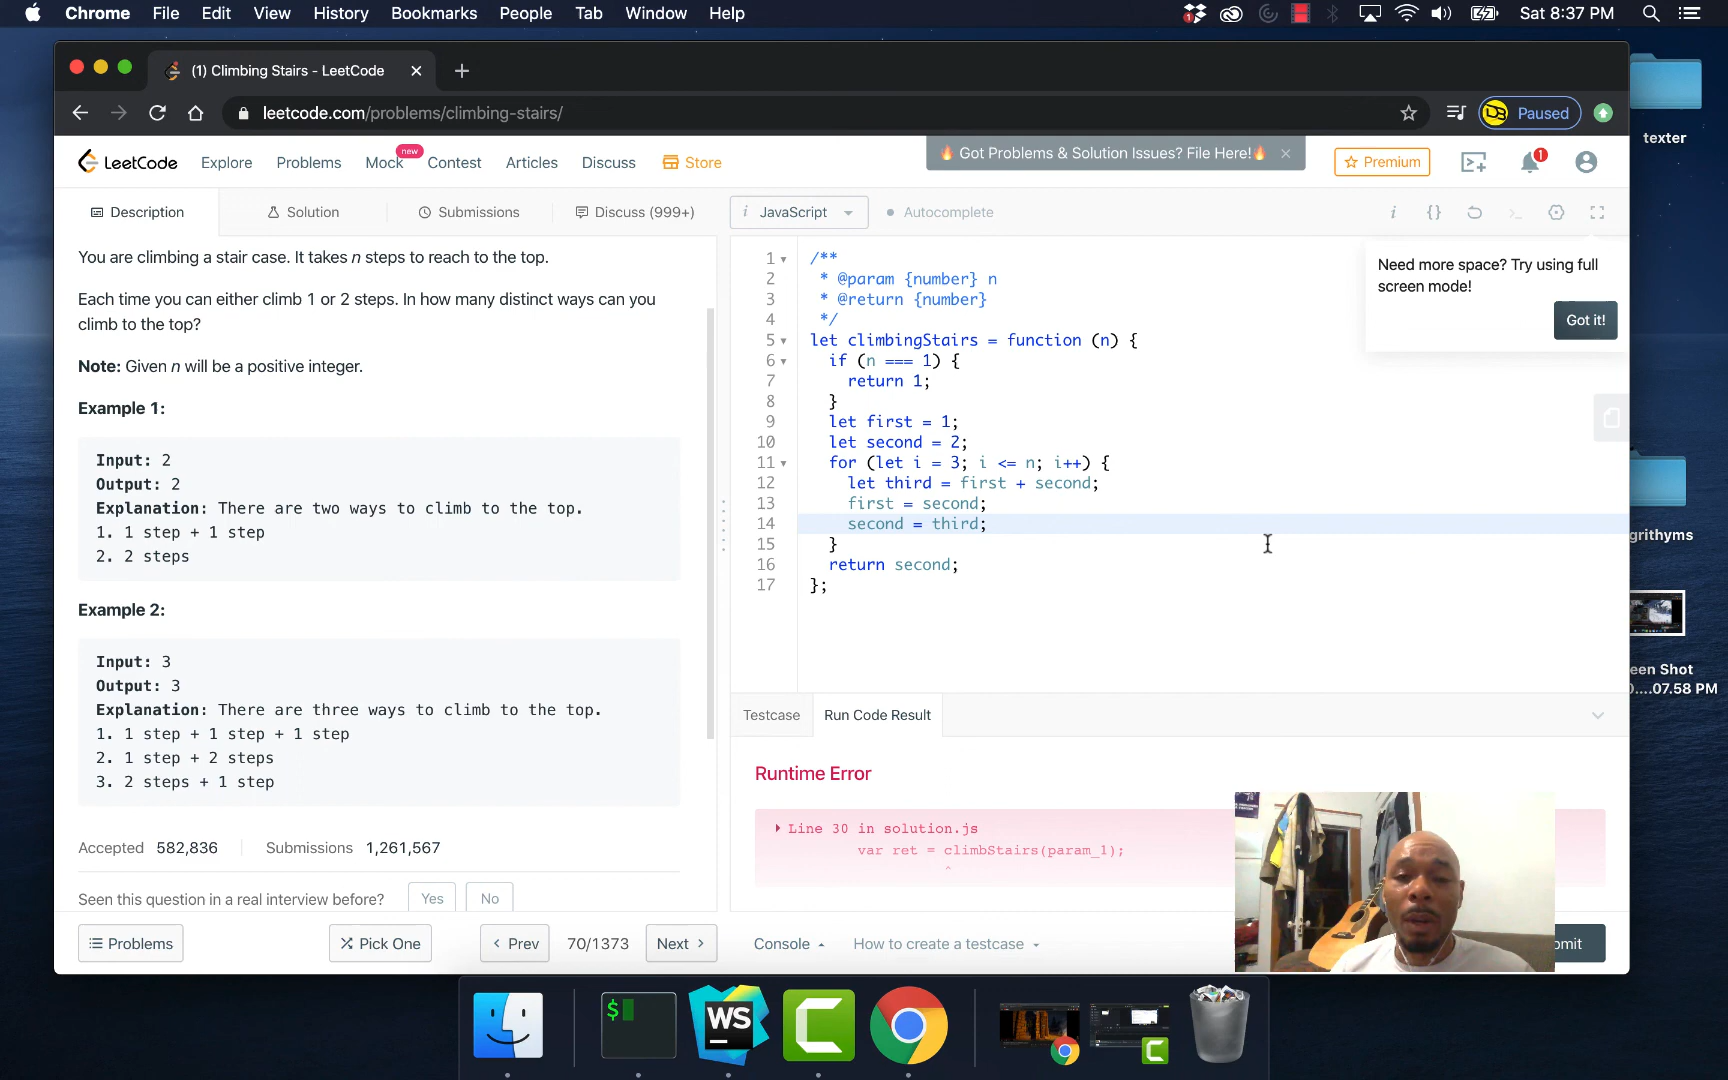 Chrome File Edit View History Bookmarks People Tab Window Help
1
Sat 8:37 PM
(1) Climbing Stairs - LeetCode
leetcode.com/problems/climbing-stairs/
Paused
texter
LeetCode Explore Problems Mock new Contest Articles Discuss Store
🔥 Got Problems & Solution Issues? File Here!🔥
Premium
1
Description Solution Submissions Discuss (999+)
i JavaScript Autocomplete
You are climbing a stair case. It takes n steps to reach to the top.
Each time you can either climb 1 or 2 steps. In how many distinct ways can you
climb to the top?
Note: Given n will be a positive integer.
Example 1:
Input: 2
Output: 2
Explanation: There are two ways to climb to the top.
1. 1 step + 1 step
2. 2 steps
Example 2:
Input: 3
Output: 3
Explanation: There are three ways to climb to the top.
1. 1 step + 1 step + 1 step
2. 1 step + 2 steps
3. 2 steps + 1 step
Accepted 582,836 Submissions 1,261,567
Seen this question in a real interview before? Yes No
Problems Pick One Prev 70/1373 Next
1 /**
2 * @param {number} n
3 * @return {number}
4 */
5 let climbingStairs = function (n) {
6 if (n === 1) {
7 return 1;
8 }
9 let first = 1;
10 let second = 2;
11 for (let i = 3; i <= n; i++) {
12 let third = first + second;
13 first = second;
14 second = third;
15 }
16 return second;
17 };
Need more space? Try using full
screen mode!
Got it!
Testcase Run Code Result
Runtime Error
Line 30 in solution.js
var ret = climbStairs(param_1);
^
Console How to create a testcase
mit
grithyms
een Shot
....07.58 PM
$
WS
C
C